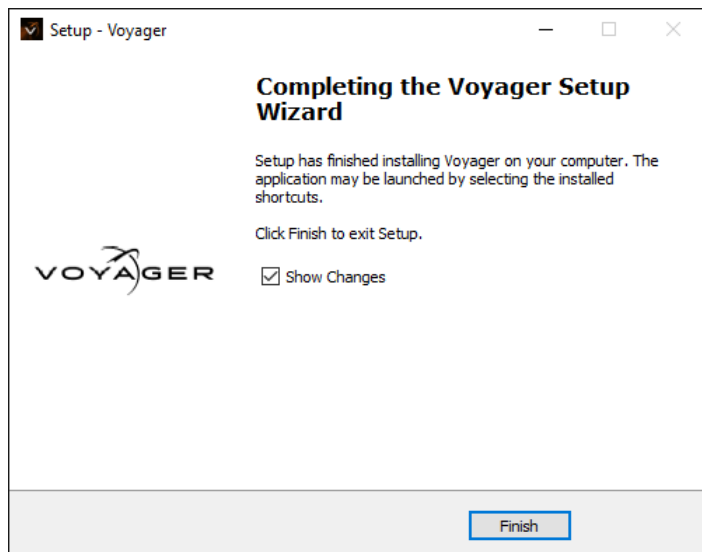 Setup - Voyager
Completing the Voyager Setup
Wizard
Setup has finished installing Voyager on your computer. The
application may be launched by selecting the installed
shortcuts.
Click Finish to exit Setup.
VOYAGER
Show Changes
Finish